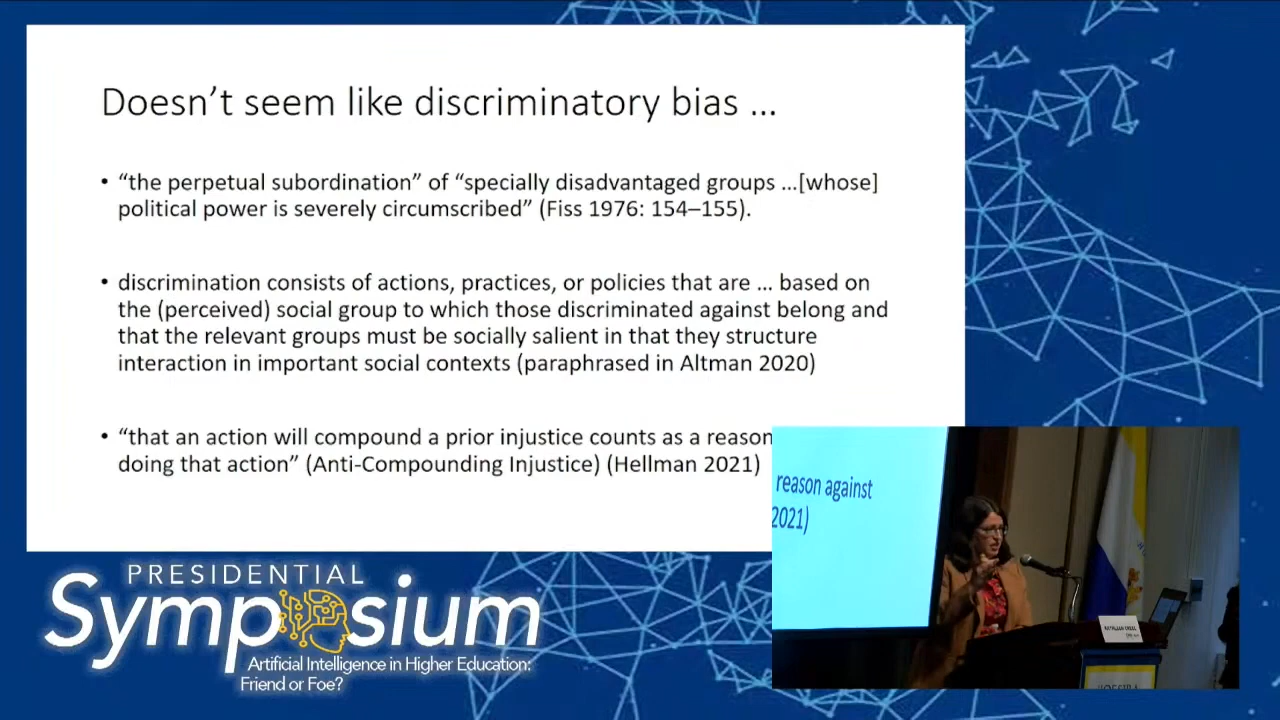 Doesn’t seem like discriminatory bias …
• “the perpetual subordination” of “specially disadvantaged groups …[whose]
political power is severely circumscribed” (Fiss 1976: 154–155).
• discrimination consists of actions, practices, or policies that are … based on
the (perceived) social group to which those discriminated against belong and
that the relevant groups must be socially salient in that they structure
interaction in important social contexts (paraphrased in Altman 2020)
• “that an action will compound a prior injustice counts as a reason
doing that action” (Anti-Compounding Injustice) (Hellman 2021)
reason against
2021)
PRESIDENTIAL
Symposium
Artificial Intelligence in Higher Education:
Friend or Foe?